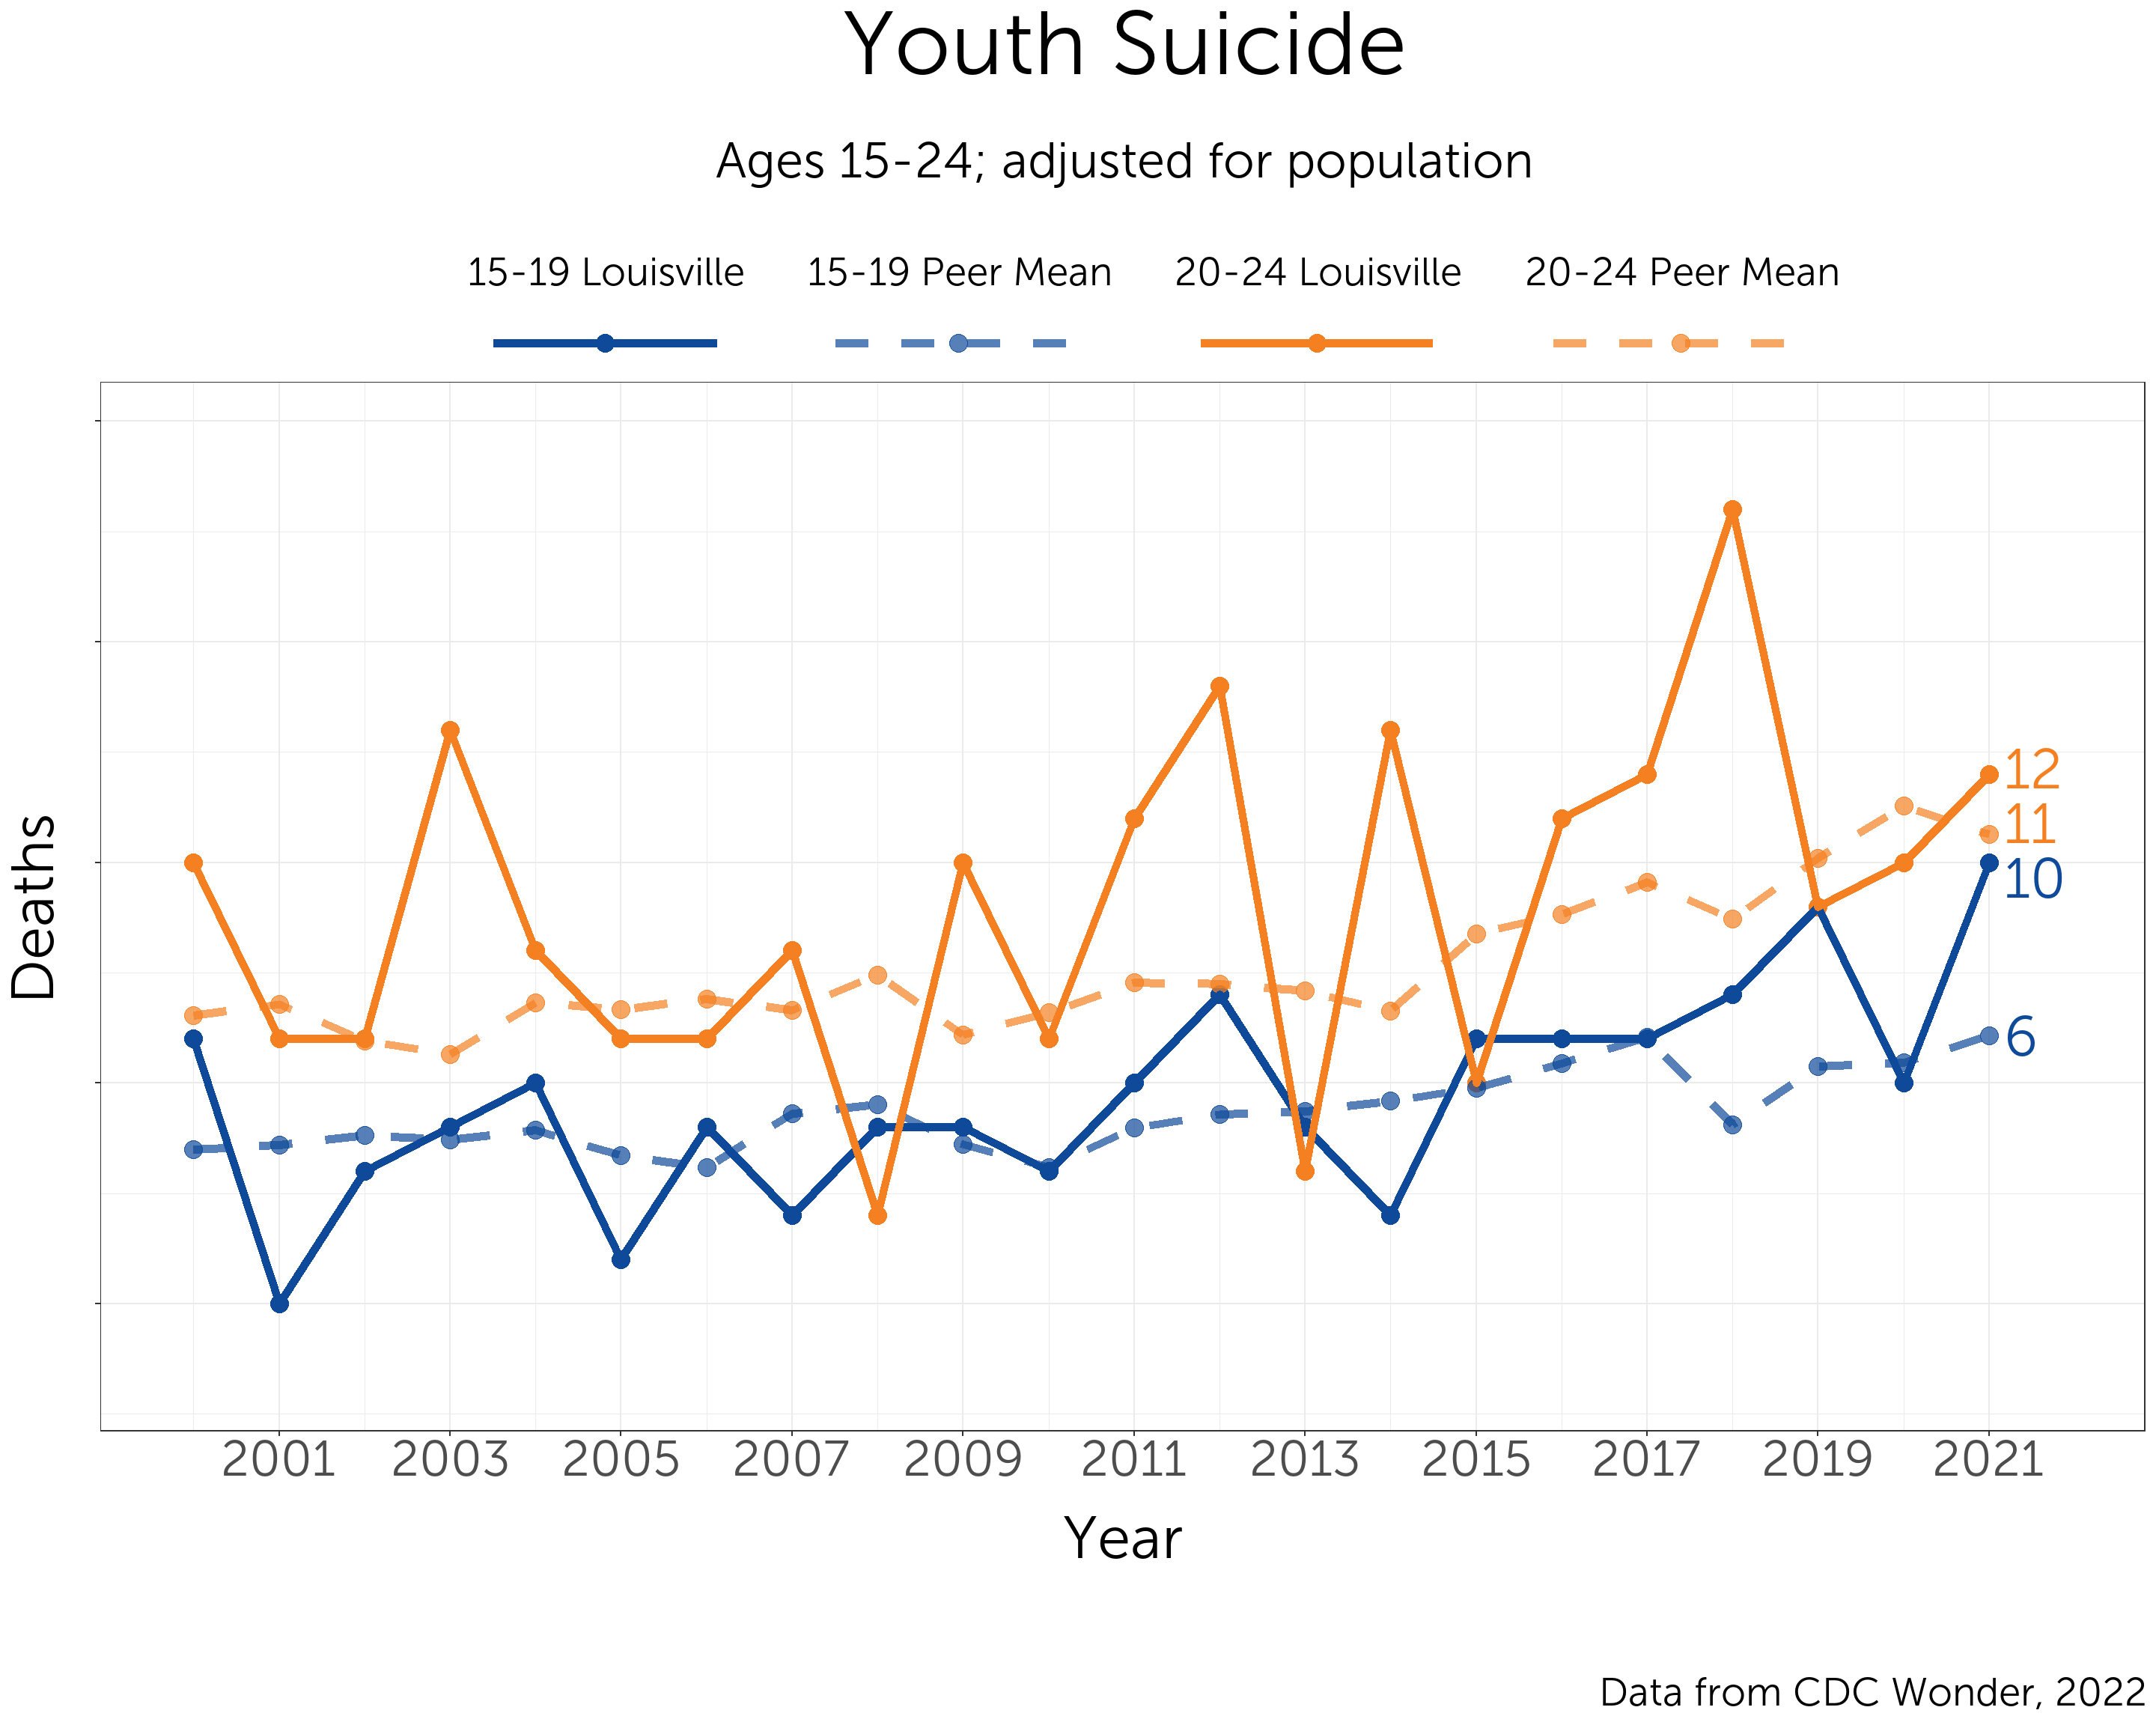 Youth Suicide
Ages 15-24; adjusted for population
15-19 Louisville 15-19 Peer Mean 20-24 Louisville 20-24 Peer Mean
Deaths
12
11
10
6
2001 2003 2005 2007 2009 2011 2013 2015 2017 2019 2021
Year
Data from CDC Wonder, 2022